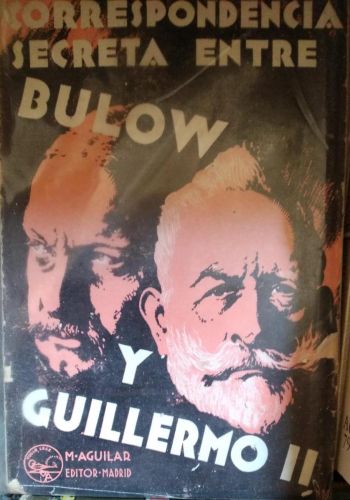 CORRESPONDENCIA
SECRETA ENTRE
BULOW
Y
GUILLERMO II
M·AGUILAR
EDITOR·MADRID